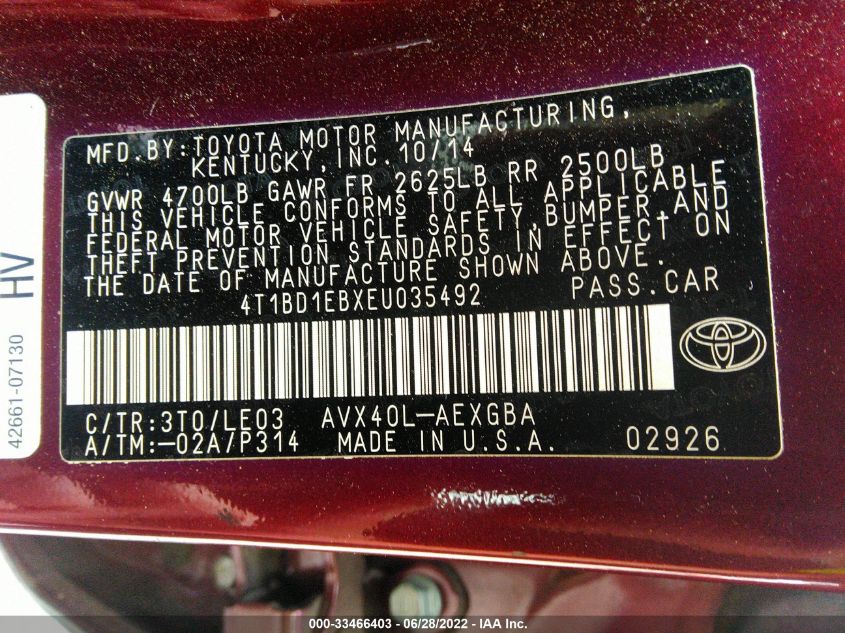 MFD.BY:TOYOTA MOTOR MANUFACTURING,
KENTUCKY,INC.10/14
GVWR 4700LB GAWR FR 2625LB RR 2500LB
THIS VEHICLE CONFORMS TO ALL APPLICABLE
FEDERAL MOTOR VEHICLE SAFETY,BUMPER,AND
THEFT PREVENTION STANDARDS IN EFFECT ON
THE DATE OF MANUFACTURE SHOWN ABOVE.
4T1BD1EBXEU035492 PASS.CAR
C/TR:3T0/LE03 AVX40L-AEXGBA
A/TM:-02A/P314 MADE IN U.S.A. 02926
HV
42661-07130
000-33466403 - 06/28/2022 - IAA Inc.